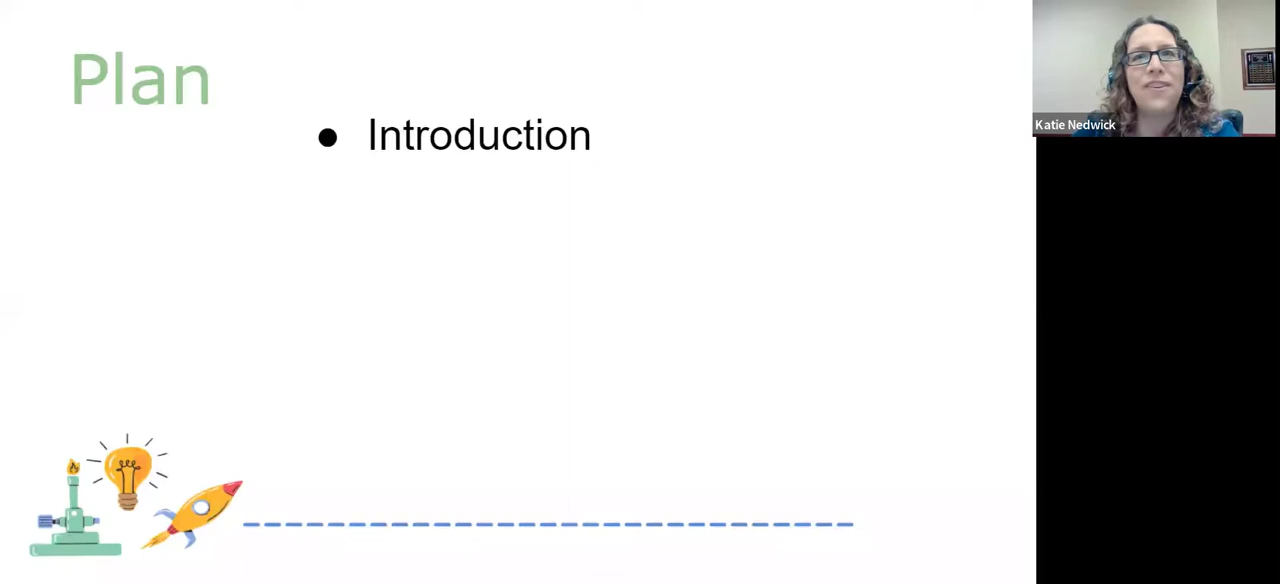 Plan
● Introduction
Katie Nedwick